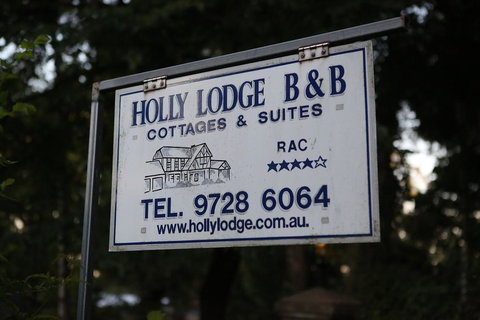 HOLLY LODGE B&B
COTTAGES & SUITES
RAC
★★★★☆
TEL. 9728 6064
www.hollylodge.com.au.